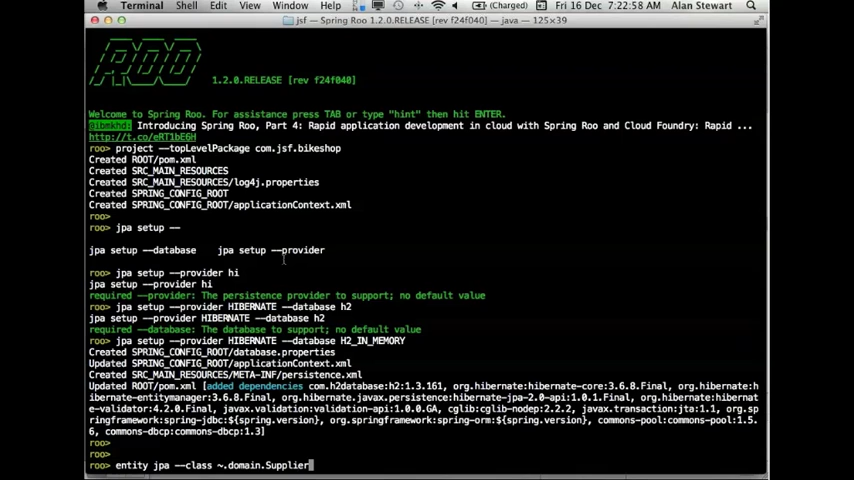 Terminal Shell Edit View Window Help (Charged) Fri 16 Dec 7:22:58 AM Alan Stewart
jsf — Spring Roo 1.2.0.RELEASE [rev f24f040] — java — 125×39
1.2.0.RELEASE [rev f24f040]
Welcome to Spring Roo. For assistance press TAB or type "hint" then hit ENTER.
@ibmkhd: Introducing Spring Roo, Part 4: Rapid application development in cloud with Spring Roo and Cloud Foundry: Rapid ...
http://t.co/eRT1bE6H
roo> project --topLevelPackage com.jsf.bikeshop
Created ROOT/pom.xml
Created SRC_MAIN_RESOURCES
Created SRC_MAIN_RESOURCES/log4j.properties
Created SPRING_CONFIG_ROOT
Created SPRING_CONFIG_ROOT/applicationContext.xml
roo>
roo> jpa setup --
jpa setup --database    jpa setup --provider
roo> jpa setup --provider hi
jpa setup --provider hi
required --provider: The persistence provider to support; no default value
roo> jpa setup --provider HIBERNATE --database h2
jpa setup --provider HIBERNATE --database h2
required --database: The database to support; no default value
roo> jpa setup --provider HIBERNATE --database H2_IN_MEMORY
Created SPRING_CONFIG_ROOT/database.properties
Updated SPRING_CONFIG_ROOT/applicationContext.xml
Created SRC_MAIN_RESOURCES/META-INF/persistence.xml
Updated ROOT/pom.xml [added dependencies com.h2database:h2:1.3.161, org.hibernate:hibernate-core:3.6.8.Final, org.hibernate:h
ibernate-entitymanager:3.6.8.Final, org.hibernate.javax.persistence:hibernate-jpa-2.0-api:1.0.1.Final, org.hibernate:hibernat
e-validator:4.2.0.Final, javax.validation:validation-api:1.0.0.GA, cglib:cglib-nodep:2.2.2, javax.transaction:jta:1.1, org.sp
ringframework:spring-jdbc:${spring.version}, org.springframework:spring-orm:${spring.version}, commons-pool:commons-pool:1.5.
6, commons-dbcp:commons-dbcp:1.3]
roo>
roo>
roo> entity jpa --class ~.domain.Supplier